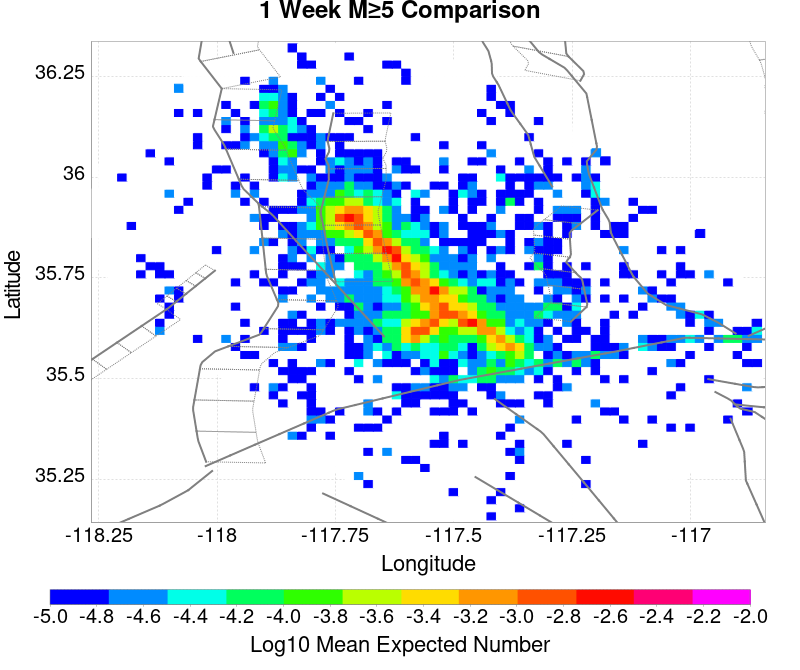 1 Week M≥5 Comparison
36.25
36
35.75
35.5
35.25
Latitude
-118.25 -118 -117.75 -117.5 -117.25 -117
Longitude
-5.0 -4.8 -4.6 -4.4 -4.2 -4.0 -3.8 -3.6 -3.4 -3.2 -3.0 -2.8 -2.6 -2.4 -2.2 -2.0
Log10 Mean Expected Number